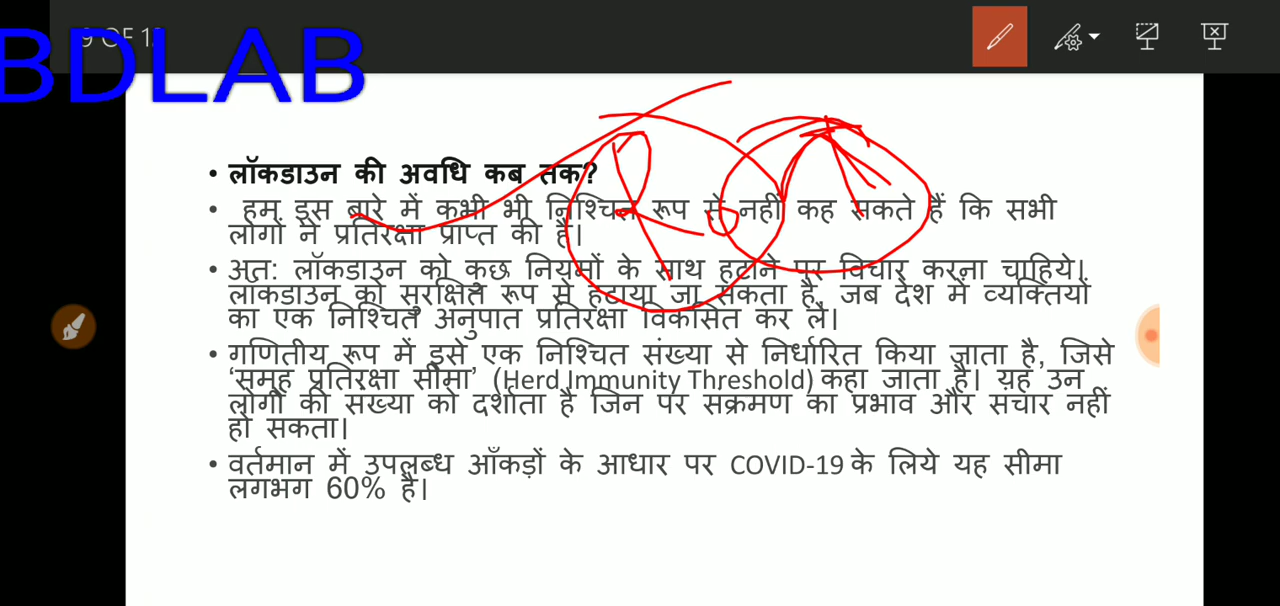 9 OF 1
BDLAB
• लॉकडाउन की अवधि कब तक?
• हम इस बारे में कभी भी निश्चित रूप से नहीं कह सकते हैं कि सभी
लोगों ने प्रतिरक्षा प्राप्त की है।
• अत: लॉकडाउन को कुछ नियमों के साथ हटाने पर विचार करना चाहिये।
लॉकडाउन को सुरक्षित रूप से हटाया जा सकता है, जब देश में व्यक्तियों
का एक निश्चित अनुपात प्रतिरक्षा विकसित कर ले।
• गणितीय रूप में इसे एक निश्चित संख्या से निर्धारित किया जाता है, जिसे
‘समूह प्रतिरक्षा सीमा’ (Herd Immunity Threshold) कहा जाता है। यह उन
लोगों की संख्या को दर्शाता है जिन पर संक्रमण का प्रभाव और संचार नहीं
हो सकता।
• वर्तमान में उपलब्ध आँकड़ों के आधार पर COVID-19 के लिये यह सीमा
लगभग 60% है।